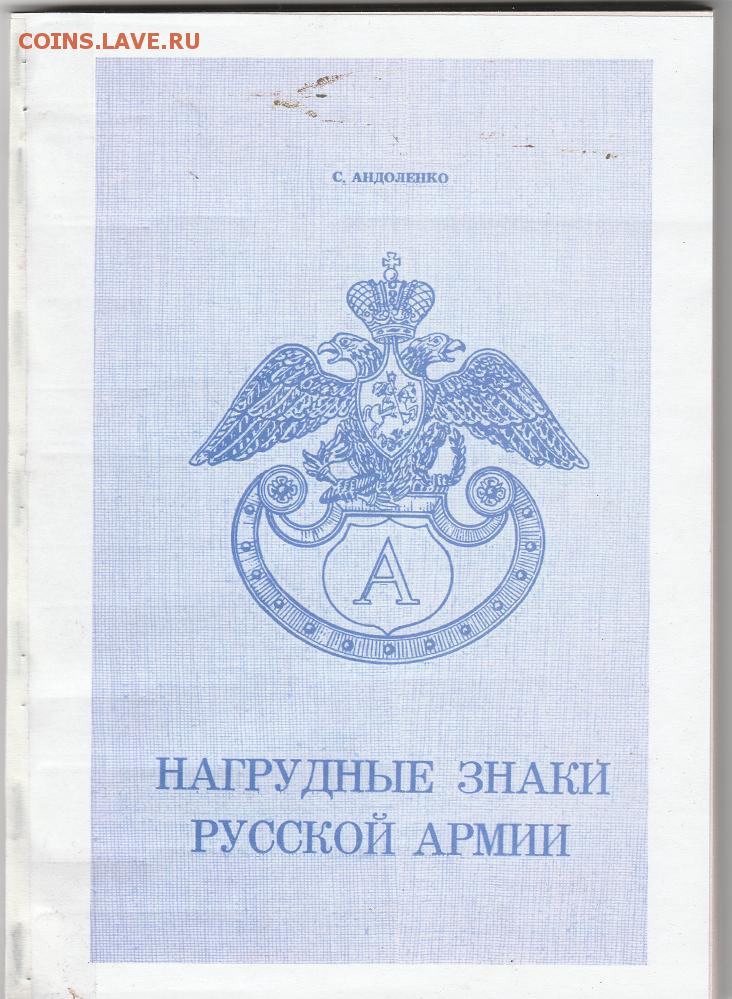 COINS.LAVE.RU
С. АНДОЛЕНКО
А
НАГРУДНЫЕ ЗНАКИ
РУССКОЙ АРМИИ